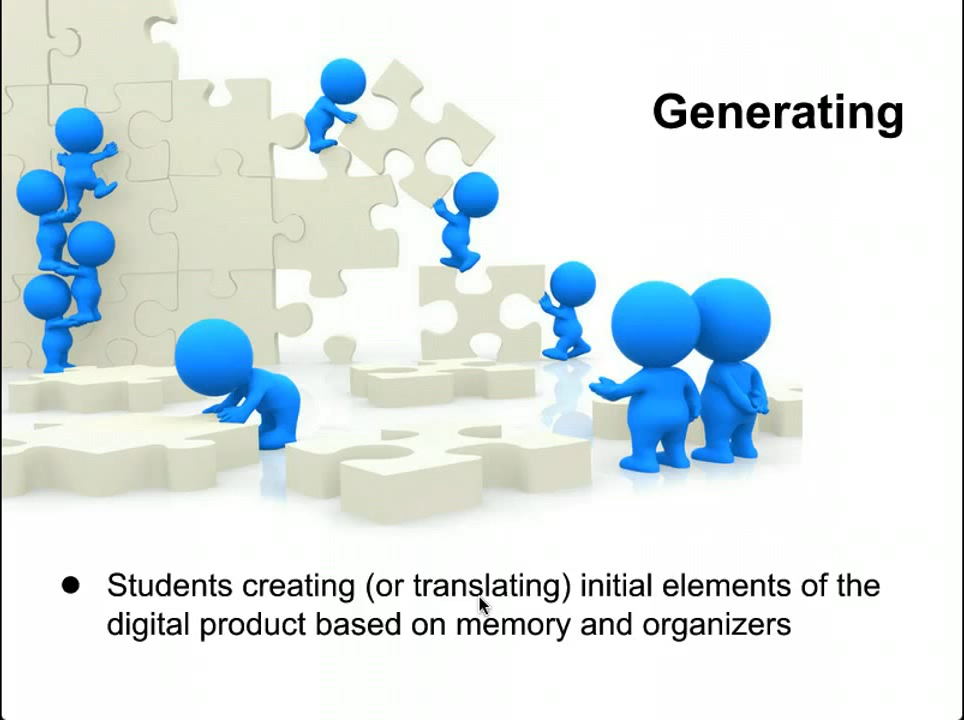 Generating
● Students creating (or translating) initial elements of the
digital product based on memory and organizers